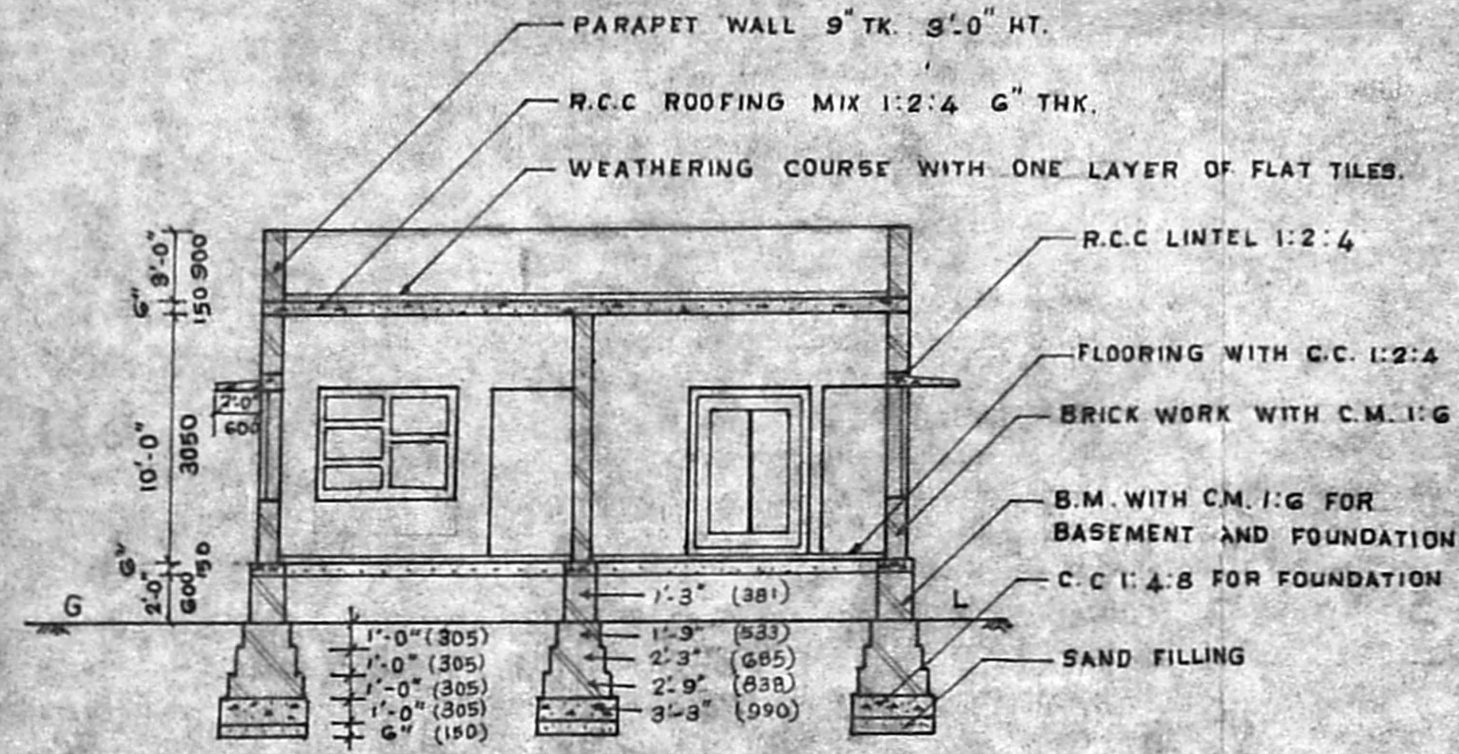 PARAPET WALL 9" TK. 3'-0" HT.
R.C.C ROOFING MIX 1:2:4 6" THK.
WEATHERING COURSE WITH ONE LAYER OF FLAT TILES.
R.C.C LINTEL 1:2:4
FLOORING WITH C.C. 1:2:4
BRICK WORK WITH C.M. 1:6
B.M. WITH C.M. 1:6 FOR
BASEMENT AND FOUNDATION
C.C 1:4:8 FOR FOUNDATION
SAND FILLING
3'-0" 900
6" 150
2'-0"
600
10'-0" 3050
6" 150
2'-0" 600
G L
1'-0" (305)
1'-0" (305)
1'-0" (305)
1'-0" (305)
6" (150)
1'-3" (381)
1'-9" (533)
2'-3" (685)
2'-9" (838)
3'-3" (990)